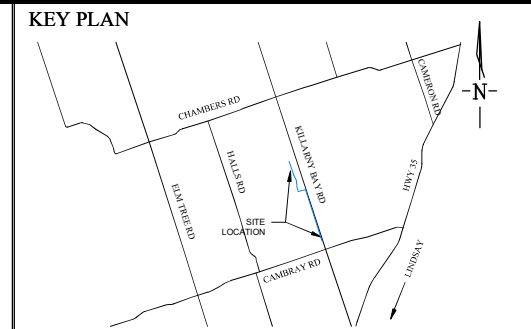 KEY PLAN
CHAMBERS RD
CAMERON RD
N
KILLARNY BAY RD
HALLS RD
ELM TREE RD
HWY 35
SITE
LOCATION
CAMBRAY RD
LINDSAY